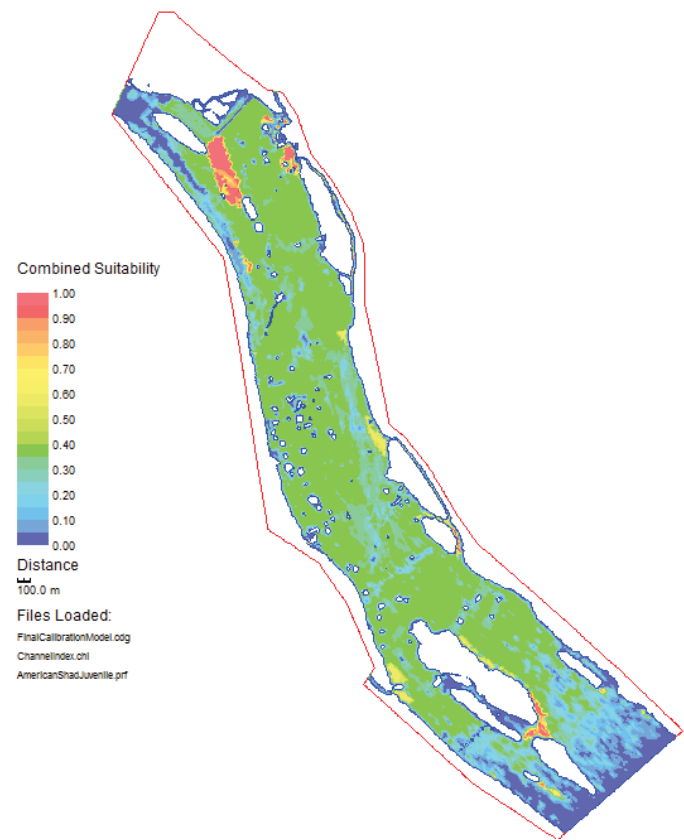 Combined Suitability
1.00
0.90
0.80
0.70
0.60
0.50
0.40
0.30
0.20
0.10
0.00
Distance
100.0 m
Files Loaded:
FinalCalibrationModel.cdg
ChannelIndex.chi
AmericanShadJuvenile.prf